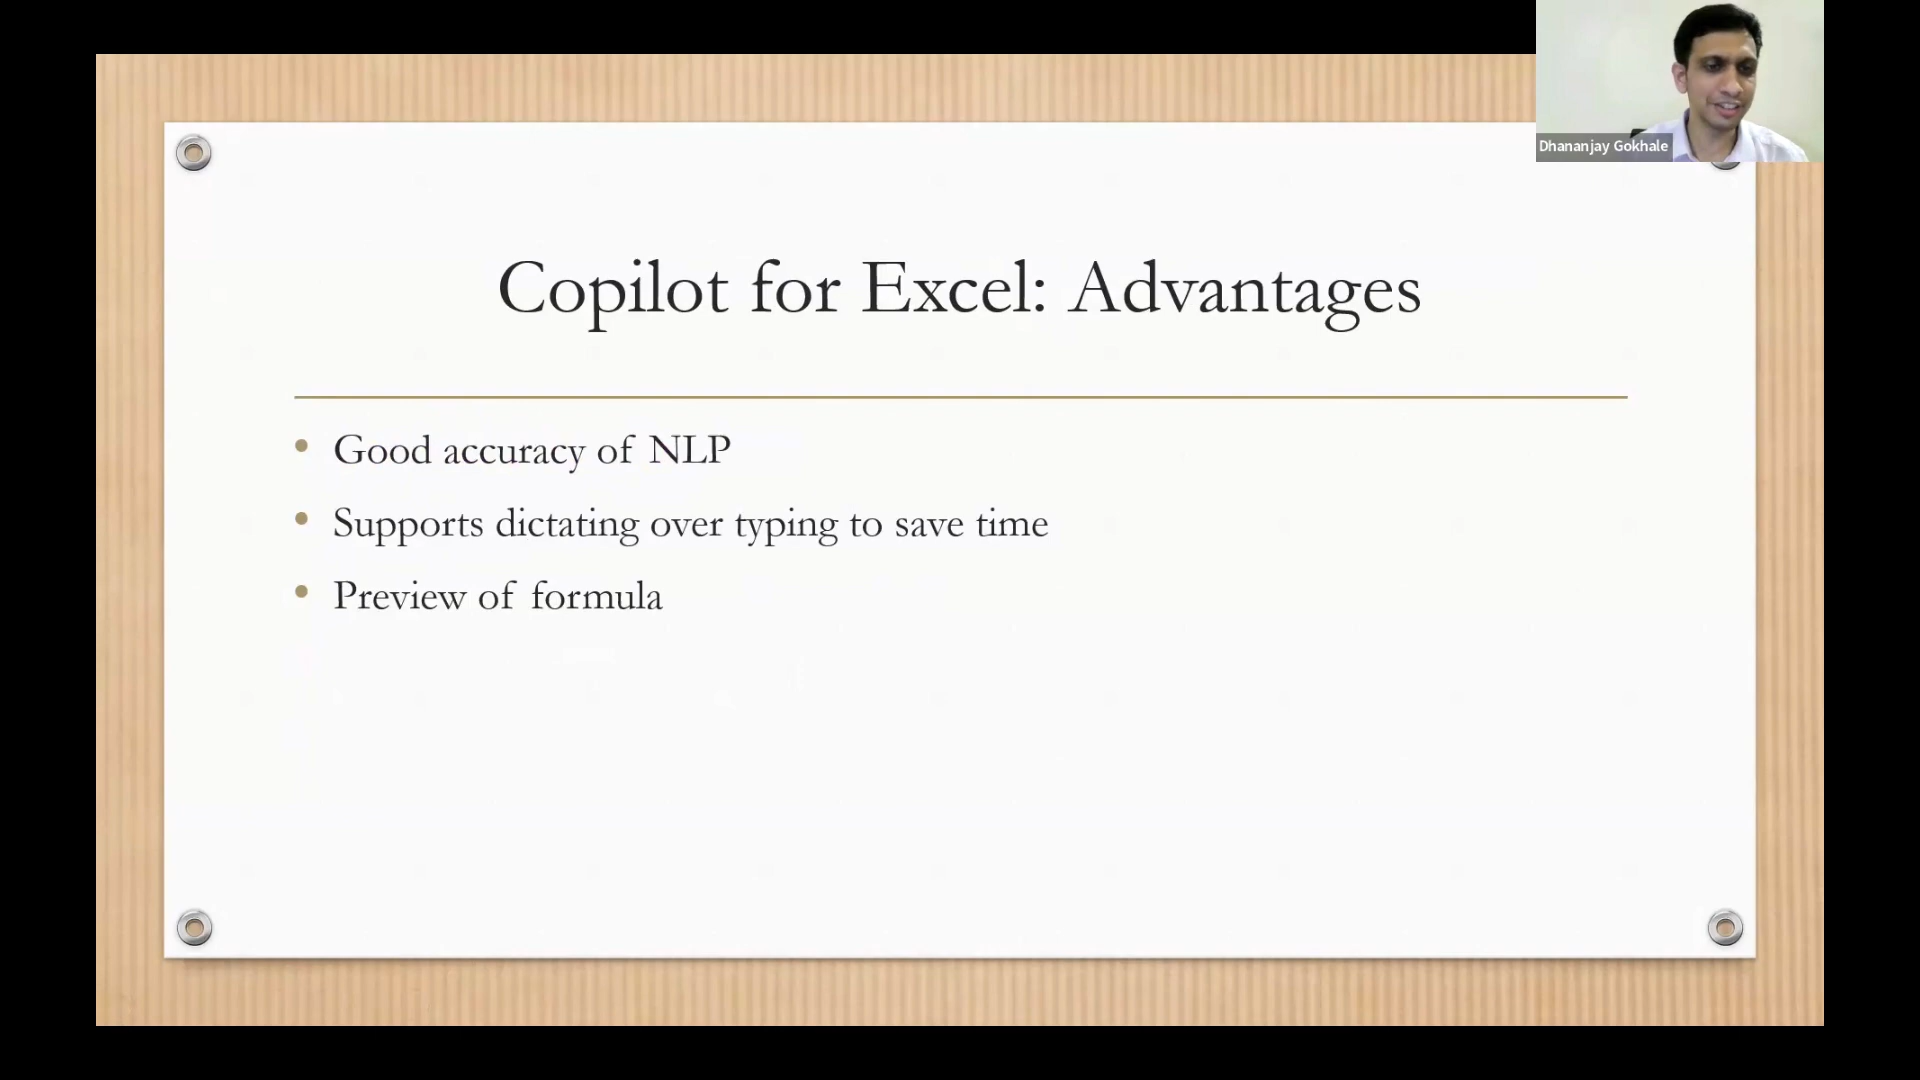 Dhananjay Gokhale
Copilot for Excel: Advantages
• Good accuracy of NLP
• Supports dictating over typing to save time
• Preview of formula